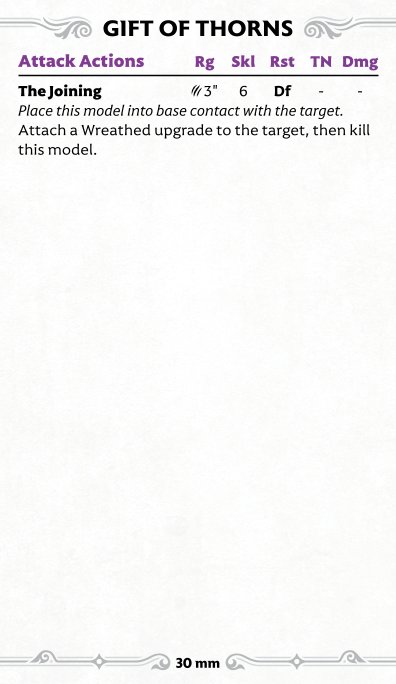 GIFT OF THORNS
Attack Actions Rg Skl Rst TN Dmg
The Joining 3" 6 Df - -
Place this model into base contact with the target.
Attach a Wreathed upgrade to the target, then kill
this model.
30 mm